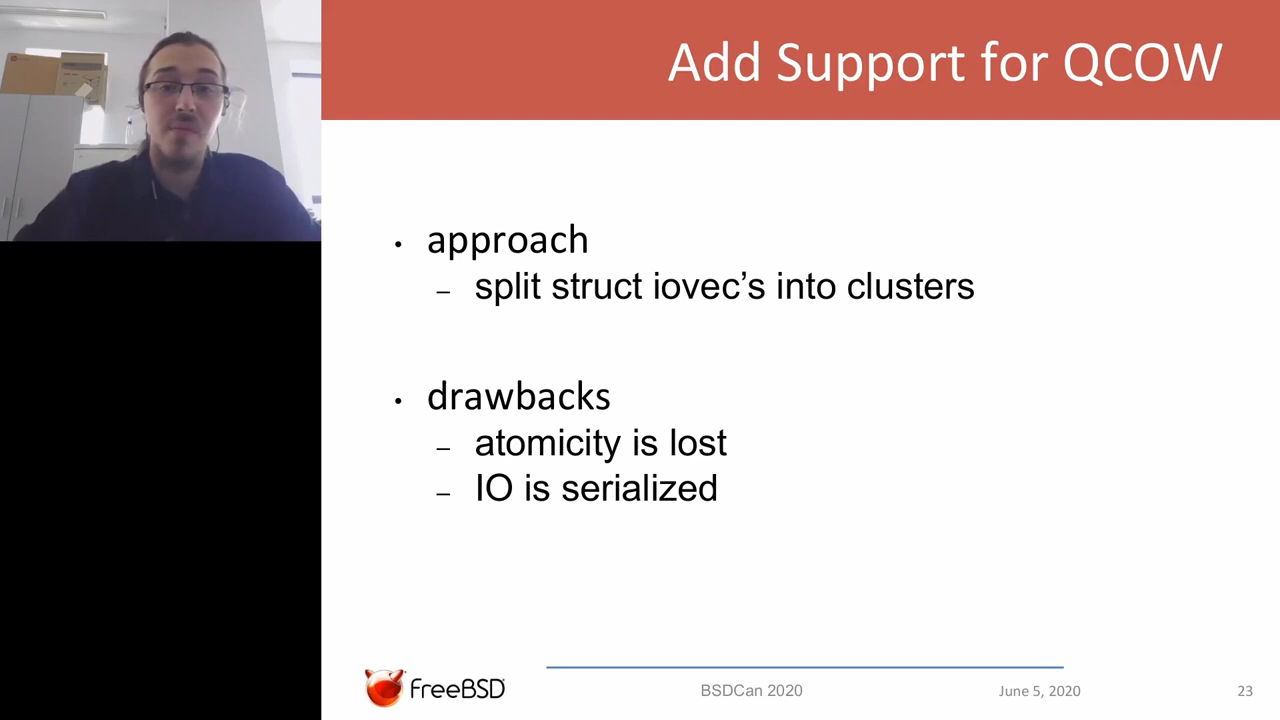 Add Support for QCOW
• approach
– split struct iovec’s into clusters
• drawbacks
– atomicity is lost
– IO is serialized
FreeBSD
BSDCan 2020
June 5, 2020
23